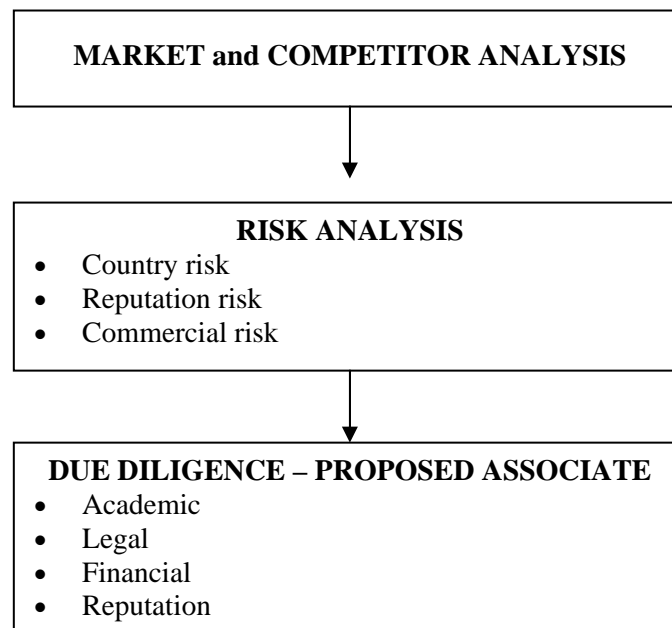 MARKET and COMPETITOR ANALYSIS
RISK ANALYSIS
• Country risk
• Reputation risk
• Commercial risk
DUE DILIGENCE – PROPOSED ASSOCIATE
• Academic
• Legal
• Financial
• Reputation